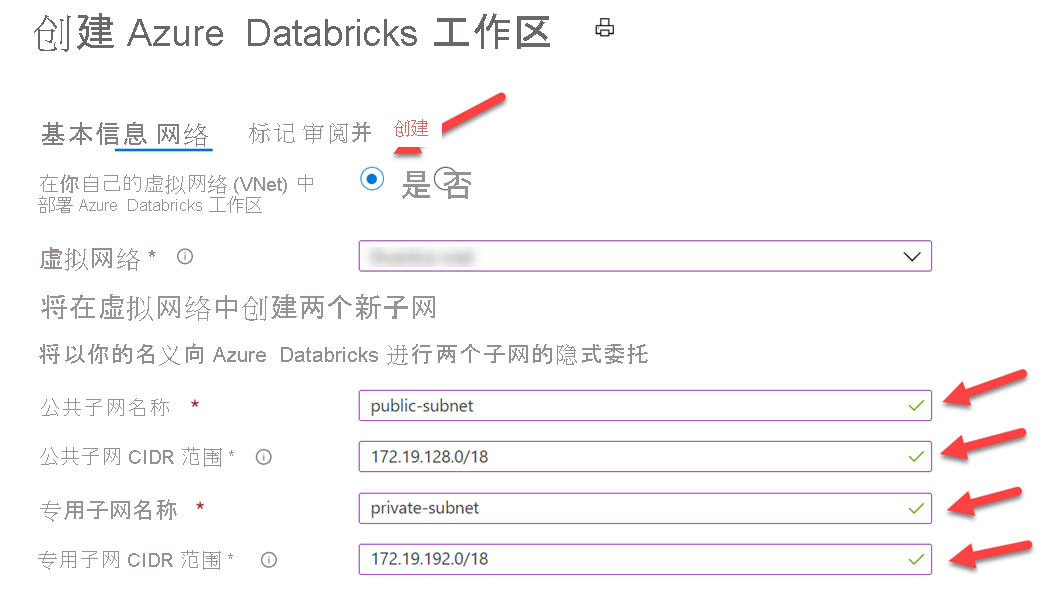 创建 Azure Databricks 工作区
基本信息 网络 标记 审阅并 创建
在你自己的虚拟网络 (VNet) 中
部署 Azure Databricks 工作区
是 否
虚拟网络 *
将在虚拟网络中创建两个新子网
将以你的名义向 Azure Databricks 进行两个子网的隐式委托
公共子网名称 * public-subnet
公共子网 CIDR 范围 * 172.19.128.0/18
专用子网名称 * private-subnet
专用子网 CIDR 范围 * 172.19.192.0/18